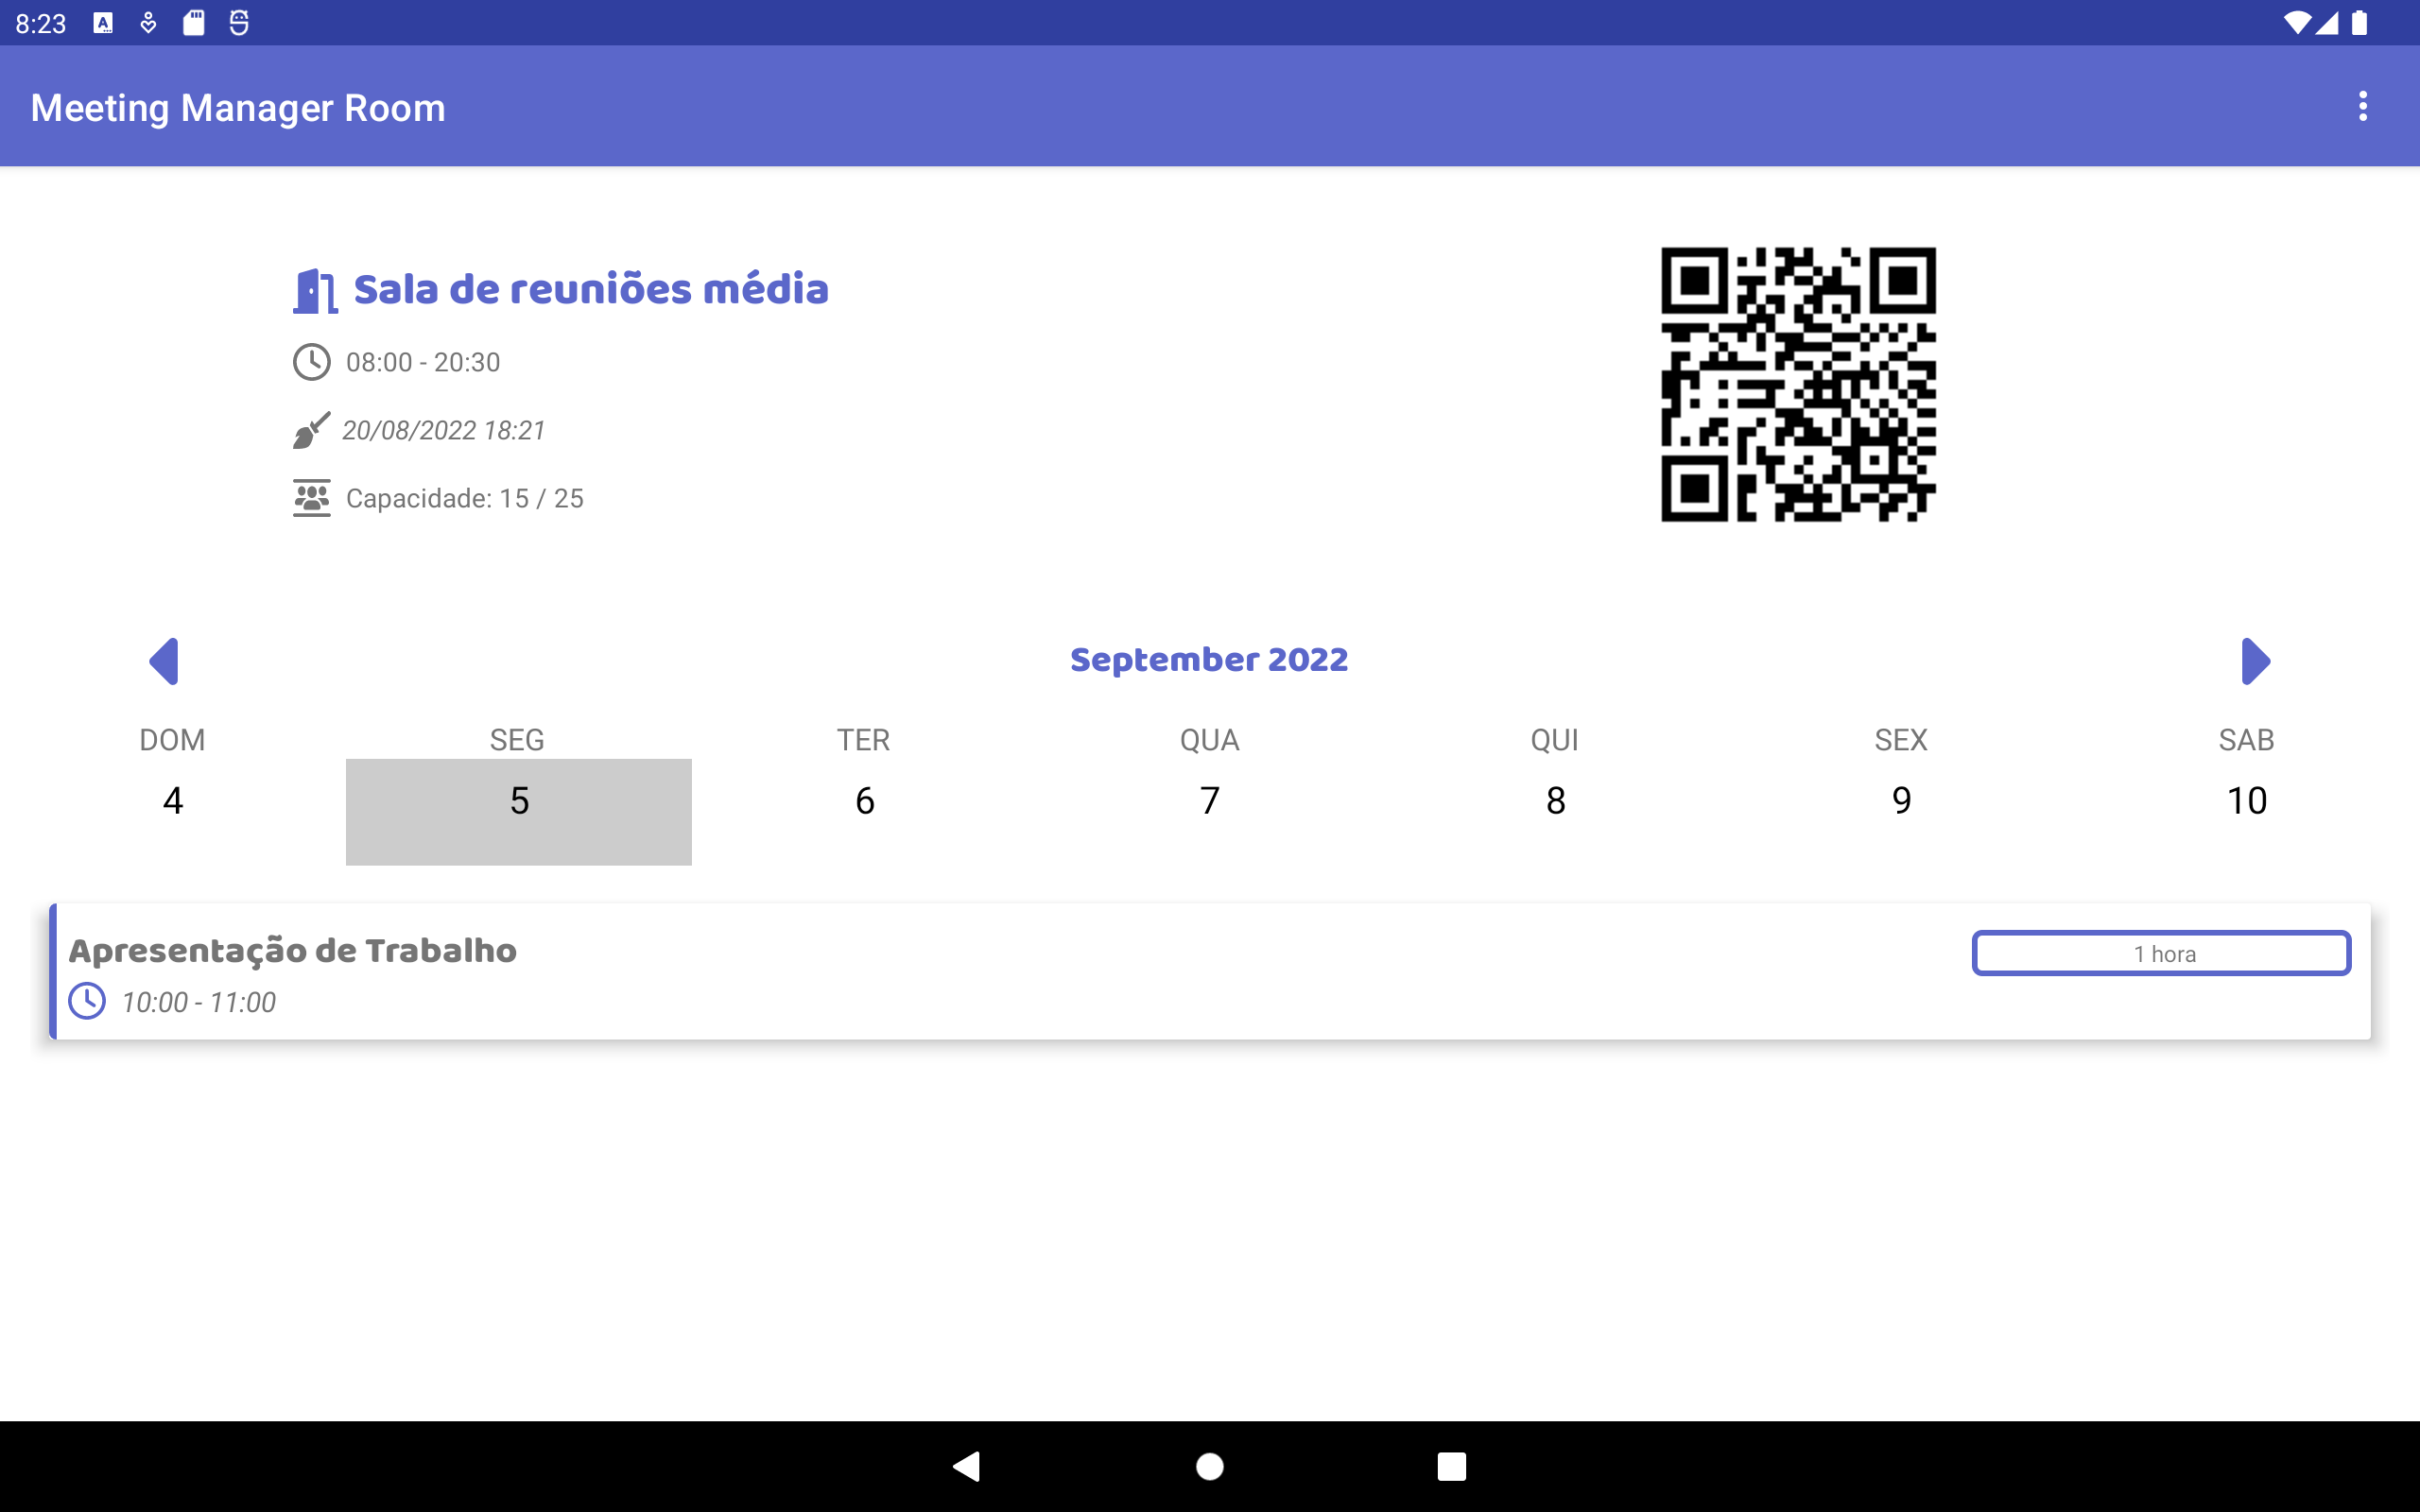 8:23
Meeting Manager Room
Sala de reuniões média
08:00 - 20:30
20/08/2022 18:21
Capacidade: 15 / 25
September 2022
DOM SEG TER QUA QUI SEX SAB
4 5 6 7 8 9 10
Apresentação de Trabalho
1 hora
10:00 - 11:00